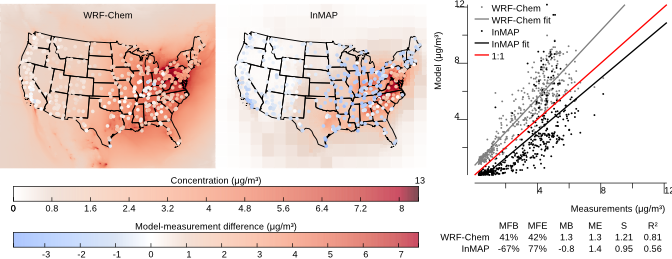 WRF-Chem
InMAP
Concentration (µg/m³)
13
0 0.8 1.6 2.4 3.2 4 4.8 5.6 6.4 7.2 8
Model-measurement difference (µg/m³)
-3 -2 -1 0 1 2 3 4 5 6 7
12
8
4
Model (µg/m³)
WRF-Chem
WRF-Chem fit
InMAP
InMAP fit
1:1
4 8 12
Measurements (µg/m³)
MFB MFE MB ME S R²
WRF-Chem 41% 42% 1.3 1.3 1.21 0.81
InMAP -67% 77% -0.8 1.4 0.95 0.56